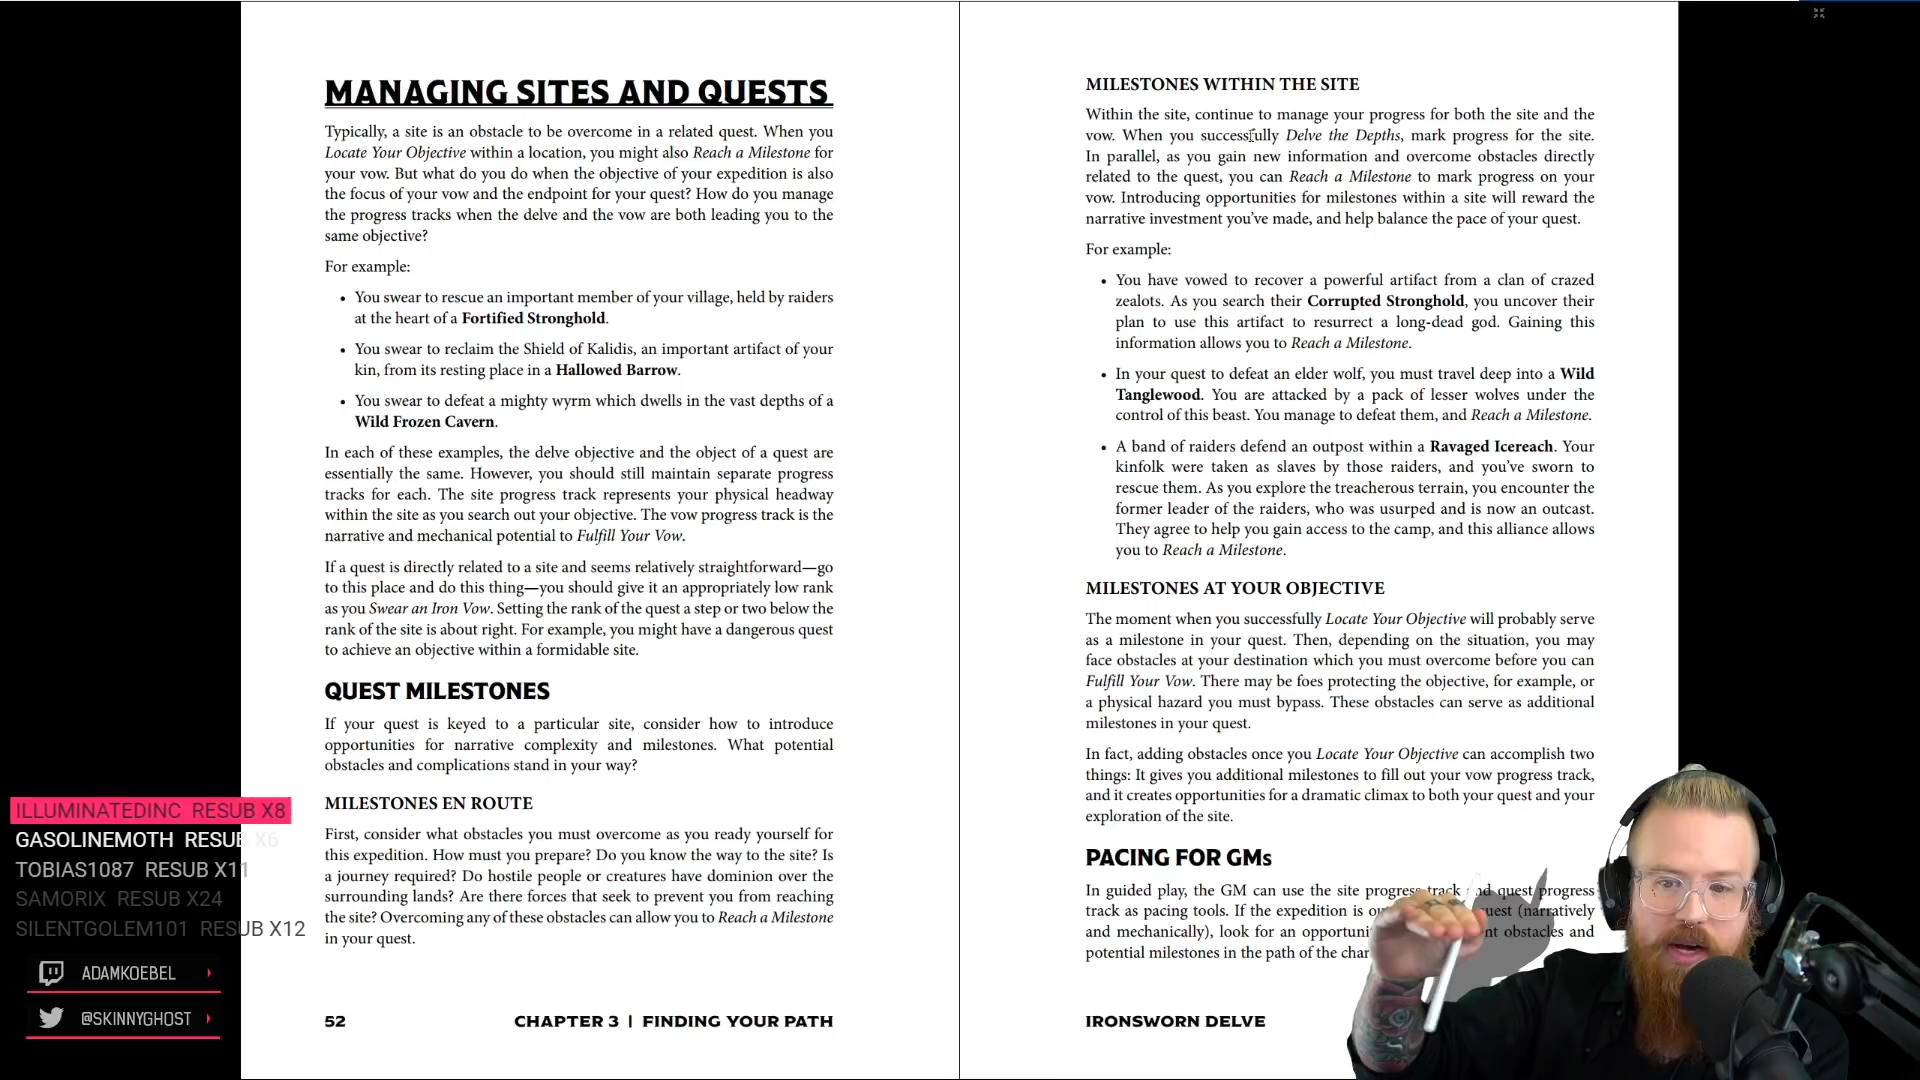 MANAGING SITES AND QUESTS
Typically, a site is an obstacle to be overcome in a related quest. When you
Locate Your Objective within a location, you might also Reach a Milestone for
your vow. But what do you do when the objective of your expedition is also
the focus of your vow and the endpoint for your quest? How do you manage
the progress tracks when the delve and the vow are both leading you to the
same objective?
For example:
• You swear to rescue an important member of your village, held by raiders
at the heart of a Fortified Stronghold.
• You swear to reclaim the Shield of Kalidis, an important artifact of your
kin, from its resting place in a Hallowed Barrow.
• You swear to defeat a mighty wyrm which dwells in the vast depths of a
Wild Frozen Cavern.
In each of these examples, the delve objective and the object of a quest are
essentially the same. However, you should still maintain separate progress
tracks for each. The site progress track represents your physical headway
within the site as you search out your objective. The vow progress track is the
narrative and mechanical potential to Fulfill Your Vow.
If a quest is directly related to a site and seems relatively straightforward—go
to this place and do this thing—you should give it an appropriately low rank
as you Swear an Iron Vow. Setting the rank of the quest a step or two below the
rank of the site is about right. For example, you might have a dangerous quest
to achieve an objective within a formidable site.
QUEST MILESTONES
If your quest is keyed to a particular site, consider how to introduce
opportunities for narrative complexity and milestones. What potential
obstacles and complications stand in your way?
MILESTONES EN ROUTE
First, consider what obstacles you must overcome as you ready yourself for
this expedition. How must you prepare? Do you know the way to the site? Is
a journey required? Do hostile people or creatures have dominion over the
surrounding lands? Are there forces that seek to prevent you from reaching
the site? Overcoming any of these obstacles can allow you to Reach a Milestone
in your quest.
52
CHAPTER 3 | FINDING YOUR PATH
MILESTONES WITHIN THE SITE
Within the site, continue to manage your progress for both the site and the
vow. When you successfully Delve the Depths, mark progress for the site.
In parallel, as you gain new information and overcome obstacles directly
related to the quest, you can Reach a Milestone to mark progress on your
vow. Introducing opportunities for milestones within a site will reward the
narrative investment you've made, and help balance the pace of your quest.
For example:
• You have vowed to recover a powerful artifact from a clan of crazed
zealots. As you search their Corrupted Stronghold, you uncover their
plan to use this artifact to resurrect a long-dead god. Gaining this
information allows you to Reach a Milestone.
• In your quest to defeat an elder wolf, you must travel deep into a Wild
Tanglewood. You are attacked by a pack of lesser wolves under the
control of this beast. You manage to defeat them, and Reach a Milestone.
• A band of raiders defend an outpost within a Ravaged Icereach. Your
kinfolk were taken as slaves by those raiders, and you've sworn to
rescue them. As you explore the treacherous terrain, you encounter the
former leader of the raiders, who was usurped and is now an outcast.
They agree to help you gain access to the camp, and this alliance allows
you to Reach a Milestone.
MILESTONES AT YOUR OBJECTIVE
The moment when you successfully Locate Your Objective will probably serve
as a milestone in your quest. Then, depending on the situation, you may
face obstacles at your destination which you must overcome before you can
Fulfill Your Vow. There may be foes protecting the objective, for example, or
a physical hazard you must bypass. These obstacles can serve as additional
milestones in your quest.
In fact, adding obstacles once you Locate Your Objective can accomplish two
things: It gives you additional milestones to fill out your vow progress track,
and it creates opportunities for a dramatic climax to both your quest and your
exploration of the site.
PACING FOR GMs
In guided play, the GM can use the site progress track and quest progress
track as pacing tools. If the expedition is (narratively
and mechanically), look for an obstacles and
potential milestones in the path of the
IRONSWORN DELVE
ILLUMINATEDINC RESUB X8
GASOLINEMOTH RESUB X6
TOBIAS1087 RESUB X11
SAMORIX RESUB X24
SILENTGOLEM101 RESUB X12
ADAMKOEBEL
@SKINNYGHOST